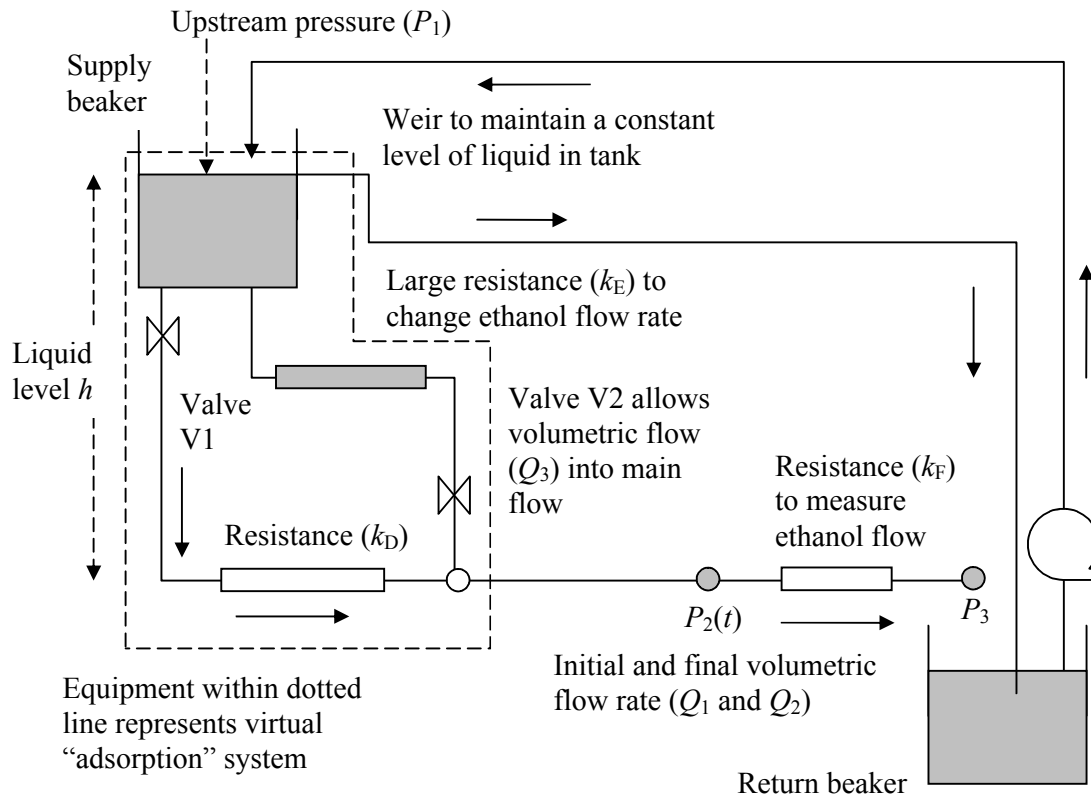 Upstream pressure (P1)
Supply
beaker
Weir to maintain a constant
level of liquid in tank
Large resistance (kE) to
change ethanol flow rate
Liquid
level h
Valve
V1
Valve V2 allows
volumetric flow
(Q3) into main
flow
Resistance (kF)
to measure
ethanol flow
Resistance (kD)
P2(t)
P3
Initial and final volumetric
flow rate (Q1 and Q2)
Equipment within dotted
line represents virtual
“adsorption” system
Return beaker